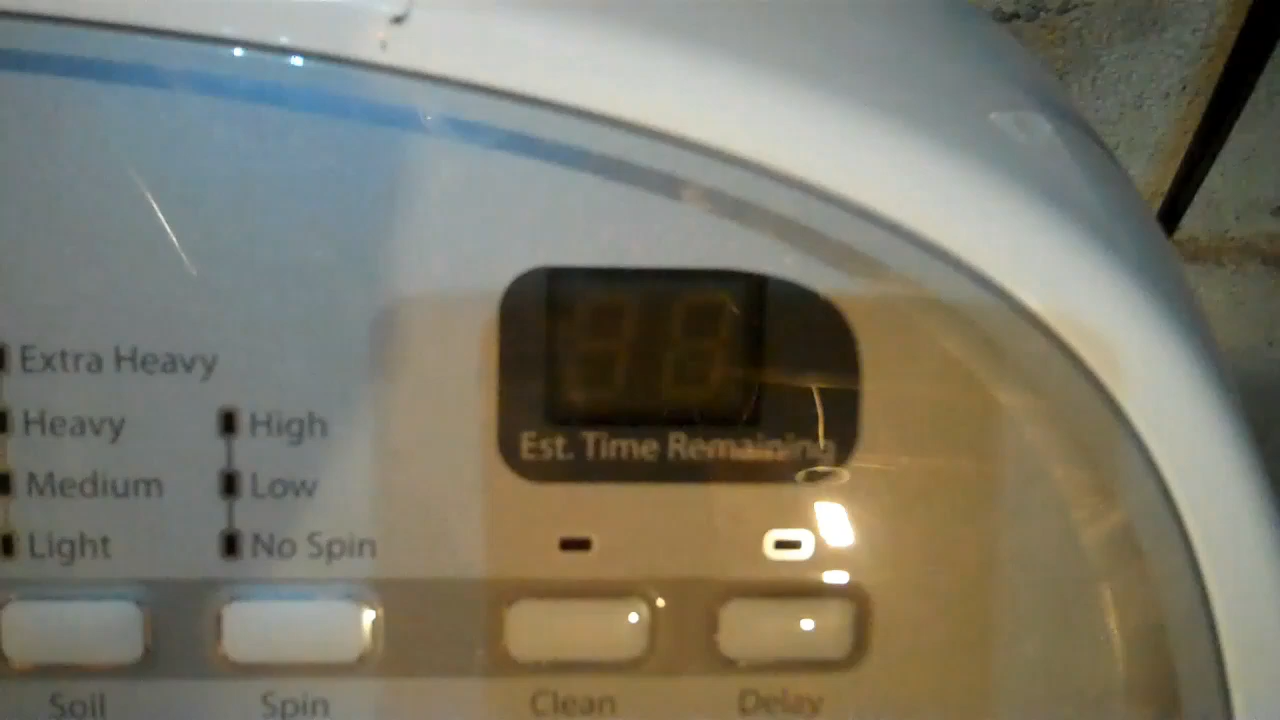 Extra Heavy
Heavy
High
Est. Time Remaining
Medium
Low
Light
No Spin
Soil
Spin
Clean
Delay